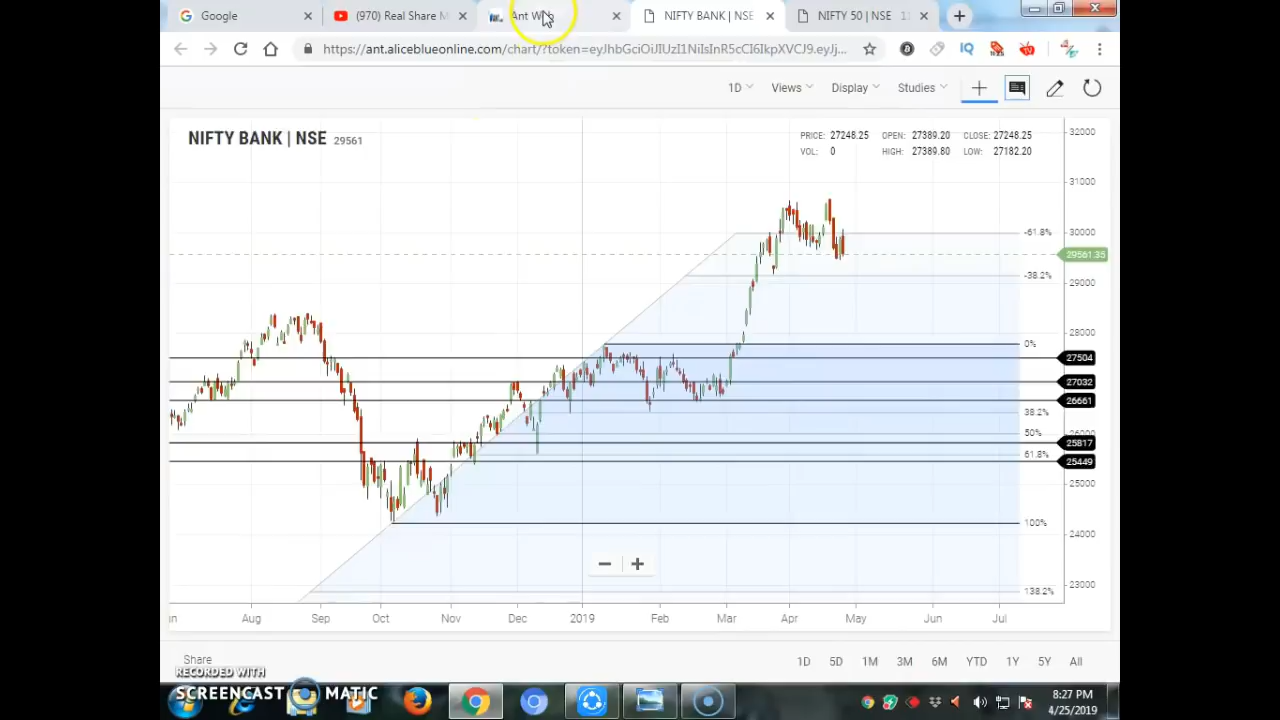 Google
(970) Real Share M
Ant W
NIFTY BANK | NSE
NIFTY 50 | NSE
https://ant.aliceblueonline.com/chart/?token=eyJhbGciOiJIUzI1NiIsInR5cCI6IkpXVCJ9.eyJj...
1D
Views
Display
Studies
NIFTY BANK | NSE 29561
PRICE: 27248.25 OPEN: 27389.20 CLOSE: 27248.25
VOL: 0 HIGH: 27389.80 LOW: 27182.20
32000
31000
-61.8% 30000
29561.35
-38.2% 29000
28000
0%
27504
27032
26661
38.2%
50% 26000
25817
61.8%
25449
25000
100%
24000
23000
138.2%
Aug Sep Oct Nov Dec 2019 Feb Mar Apr May Jun Jul
Share
1D 5D 1M 3M 6M YTD 1Y 5Y All
RECORDED WITH
SCREENCAST MATIC
8:27 PM
4/25/2019